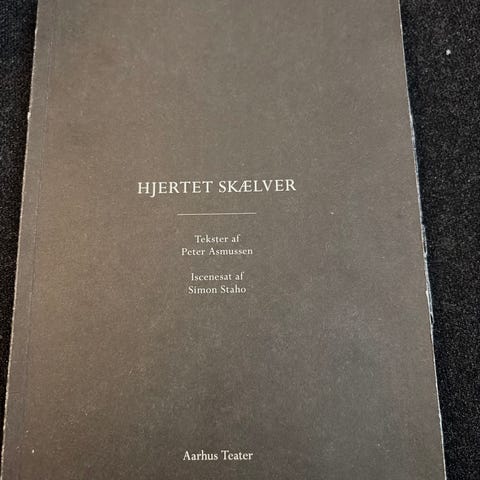 HJERTET SKÆLVER
Tekster af
Peter Asmussen
Iscenesat af
Simon Staho
Aarhus Teater